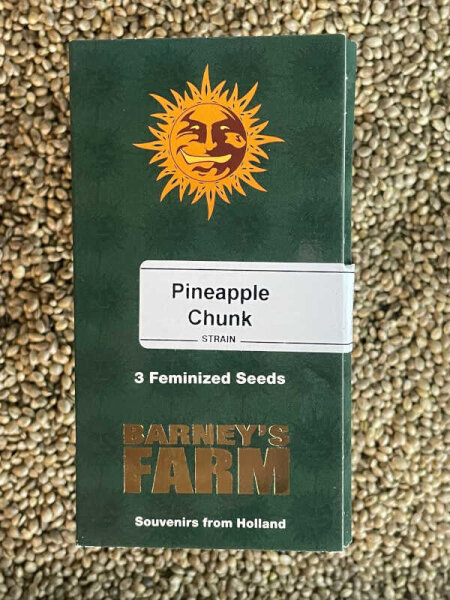 Pineapple
Chunk
STRAIN
3 Feminized Seeds
BARNEY'S
FARM
Souvenirs from Holland